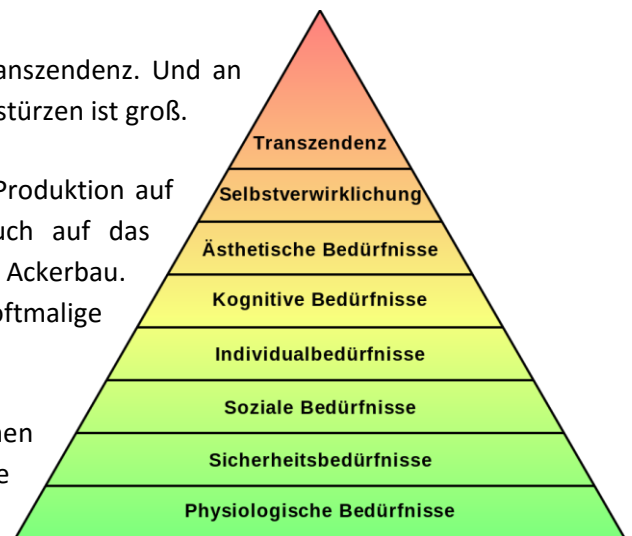 anszendenz. Und an
stürzen ist groß.
Produktion auf
uch auf das
Ackerbau.
oftmalige
nen
e
Transzendenz
Selbstverwirklichung
Ästhetische Bedürfnisse
Kognitive Bedürfnisse
Individualbedürfnisse
Soziale Bedürfnisse
Sicherheitsbedürfnisse
Physiologische Bedürfnisse